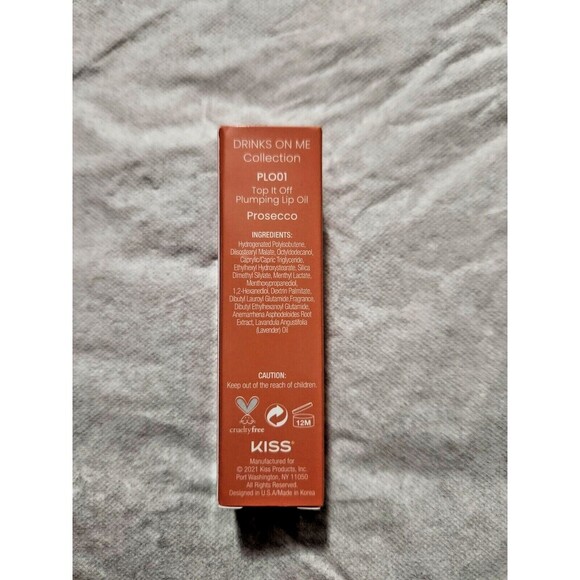 DRINKS ON ME
Collection
PLO01
Top It Off
Plumping Lip Oil
Prosecco
INGREDIENTS:
Hydrogenated Polyisobutene,
Diisostearyl Malate, Octyldodecanol,
Caprylic/Capric Triglyceride,
Ethylhexyl Hydroxystearate, Silica
Dimethyl Silylate, Menthyl Lactate,
Menthoxypropanediol,
1,2-Hexanediol, Dextrin Palmitate,
Dibutyl Lauroyl Glutamide,Fragrance,
Dibutyl Ethylhexanoyl Glutamide,
Anemarrhena Asphodeloides Root
Extract, Lavandula Angustifolia
(Lavender) Oil
CAUTION:
Keep out of the reach of children.
crueltyfree
12M
KISS®
Manufactured for
© 2021 Kiss Products, Inc.
Port Washington, NY 11050
All Rights Reserved.
Designed in U.S.A/Made in Korea